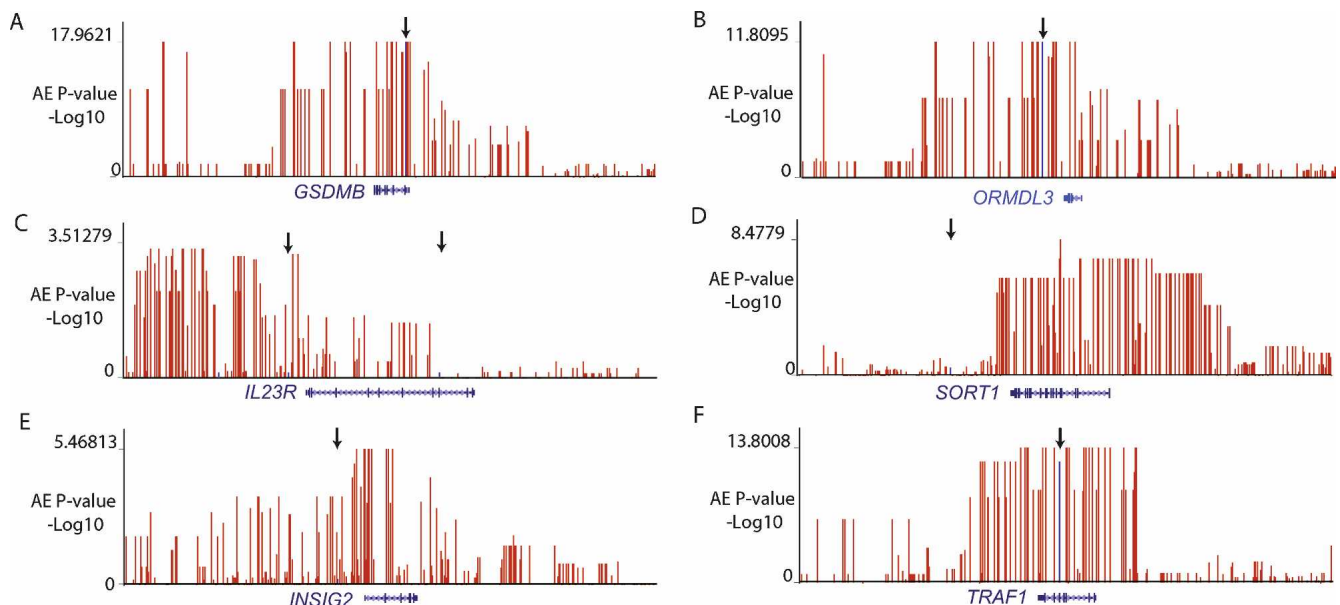 A
17.9621
AE P-value
-Log10
0
GSDMB
B
11.8095
AE P-value
-Log10
0
ORMDL3
C
3.51279
AE P-value
-Log10
0
IL23R
D
8.4779
AE P-value
-Log10
0
SORT1
E
5.46813
AE P-value
-Log10
0
INSIG2
F
13.8008
AE P-value
-Log10
0
TRAF1